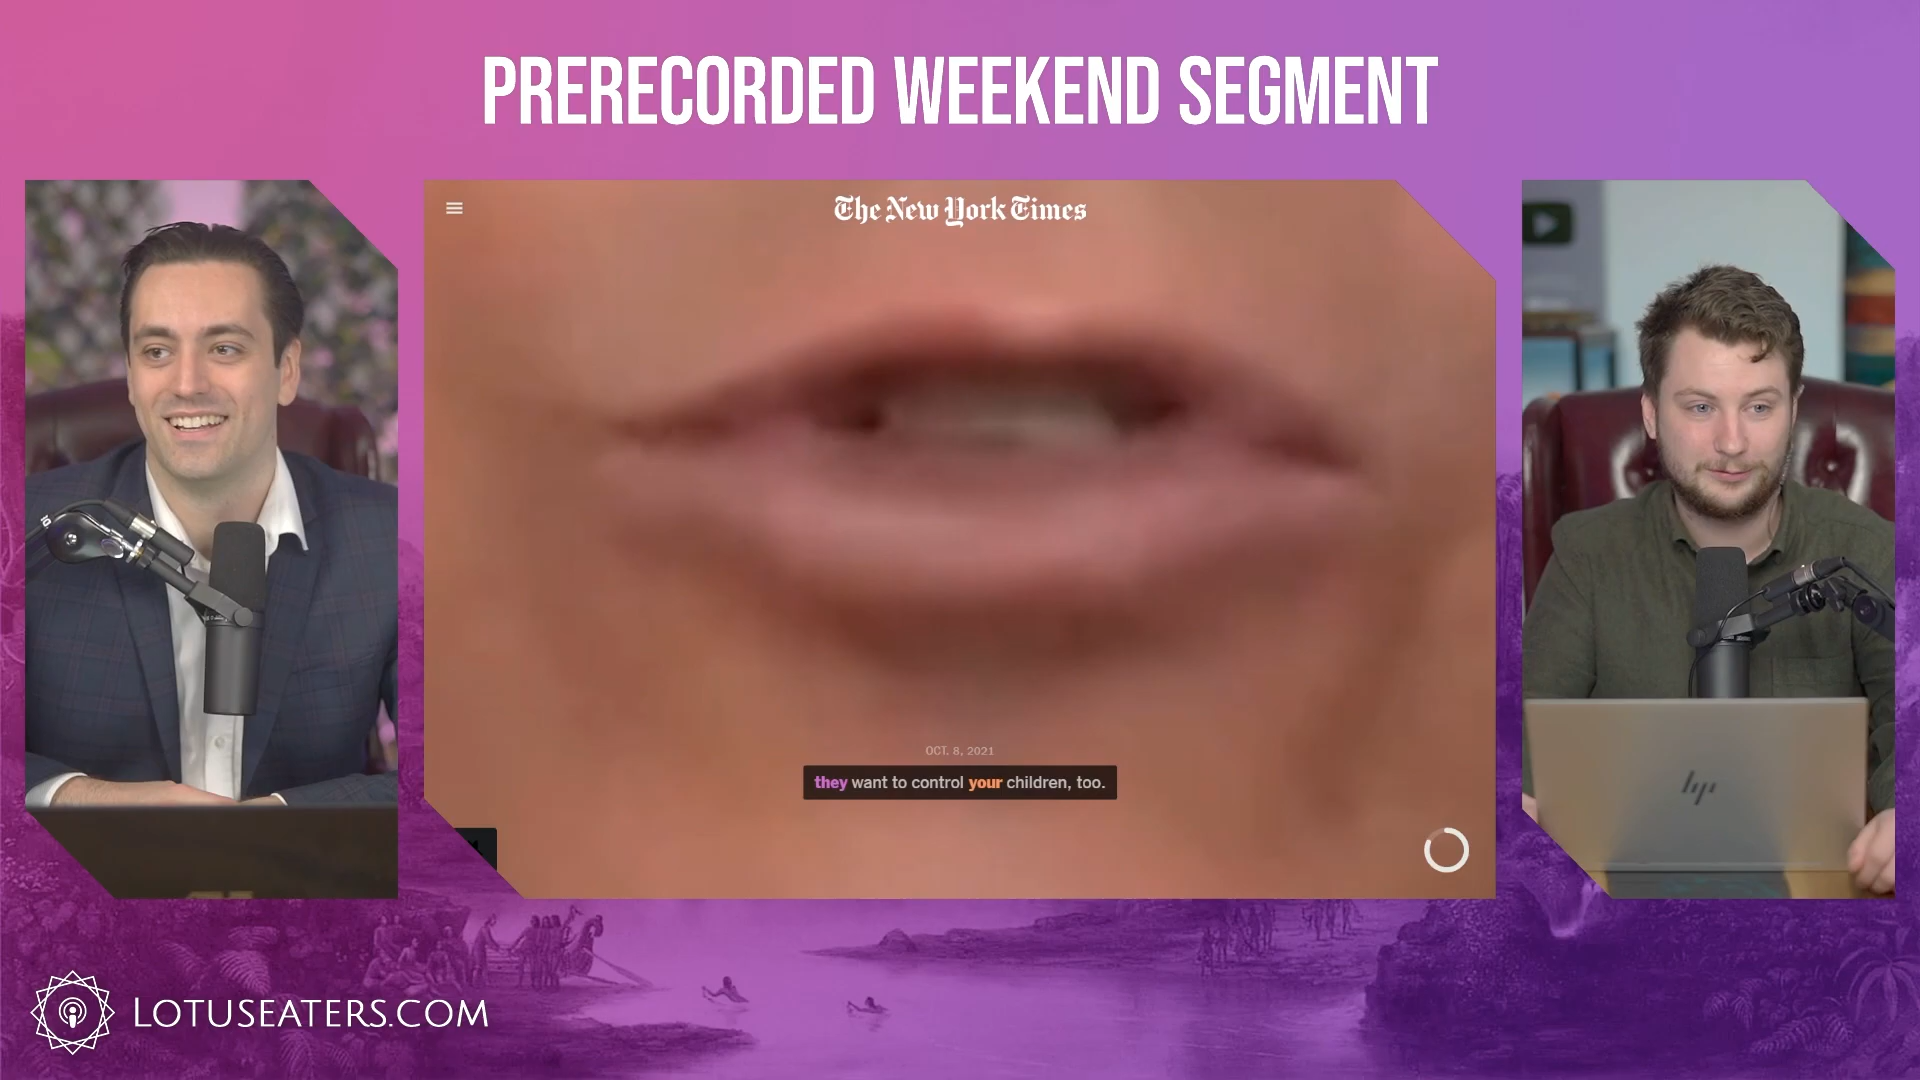 PRERECORDED WEEKEND SEGMENT
The New York Times
OCT. 8, 2021
they want to control your children, too.
hp
LOTUSEATERS.COM